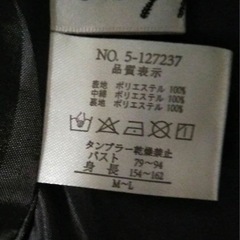 NO. 5-127237
品質表示
表地 ポリエステル 100%
中綿 ポリエステル 100%
裏地 ポリエステル 100%
タンブラー乾燥禁止
バスト 79~94
身長 154~162
M~L